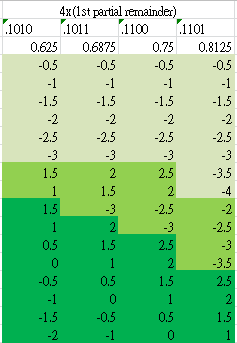 4x(1st partial remainder)
.1010 .1011 .1100 .1101
0.625 0.6875 0.75 0.8125
-0.5 -0.5 -0.5 -0.5
-1 -1 -1 -1
-1.5 -1.5 -1.5 -1.5
-2 -2 -2 -2
-2.5 -2.5 -2.5 -2.5
-3 -3 -3 -3
1.5 2 2.5 -3.5
1 1.5 2 -4
1.5 -3 -2.5 -2
1 2 -3 -2.5
0.5 1.5 2.5 -3
0 1 2 -3.5
-0.5 0.5 1.5 2.5
-1 0 1 2
-1.5 -0.5 0.5 1.5
-2 -1 0 1